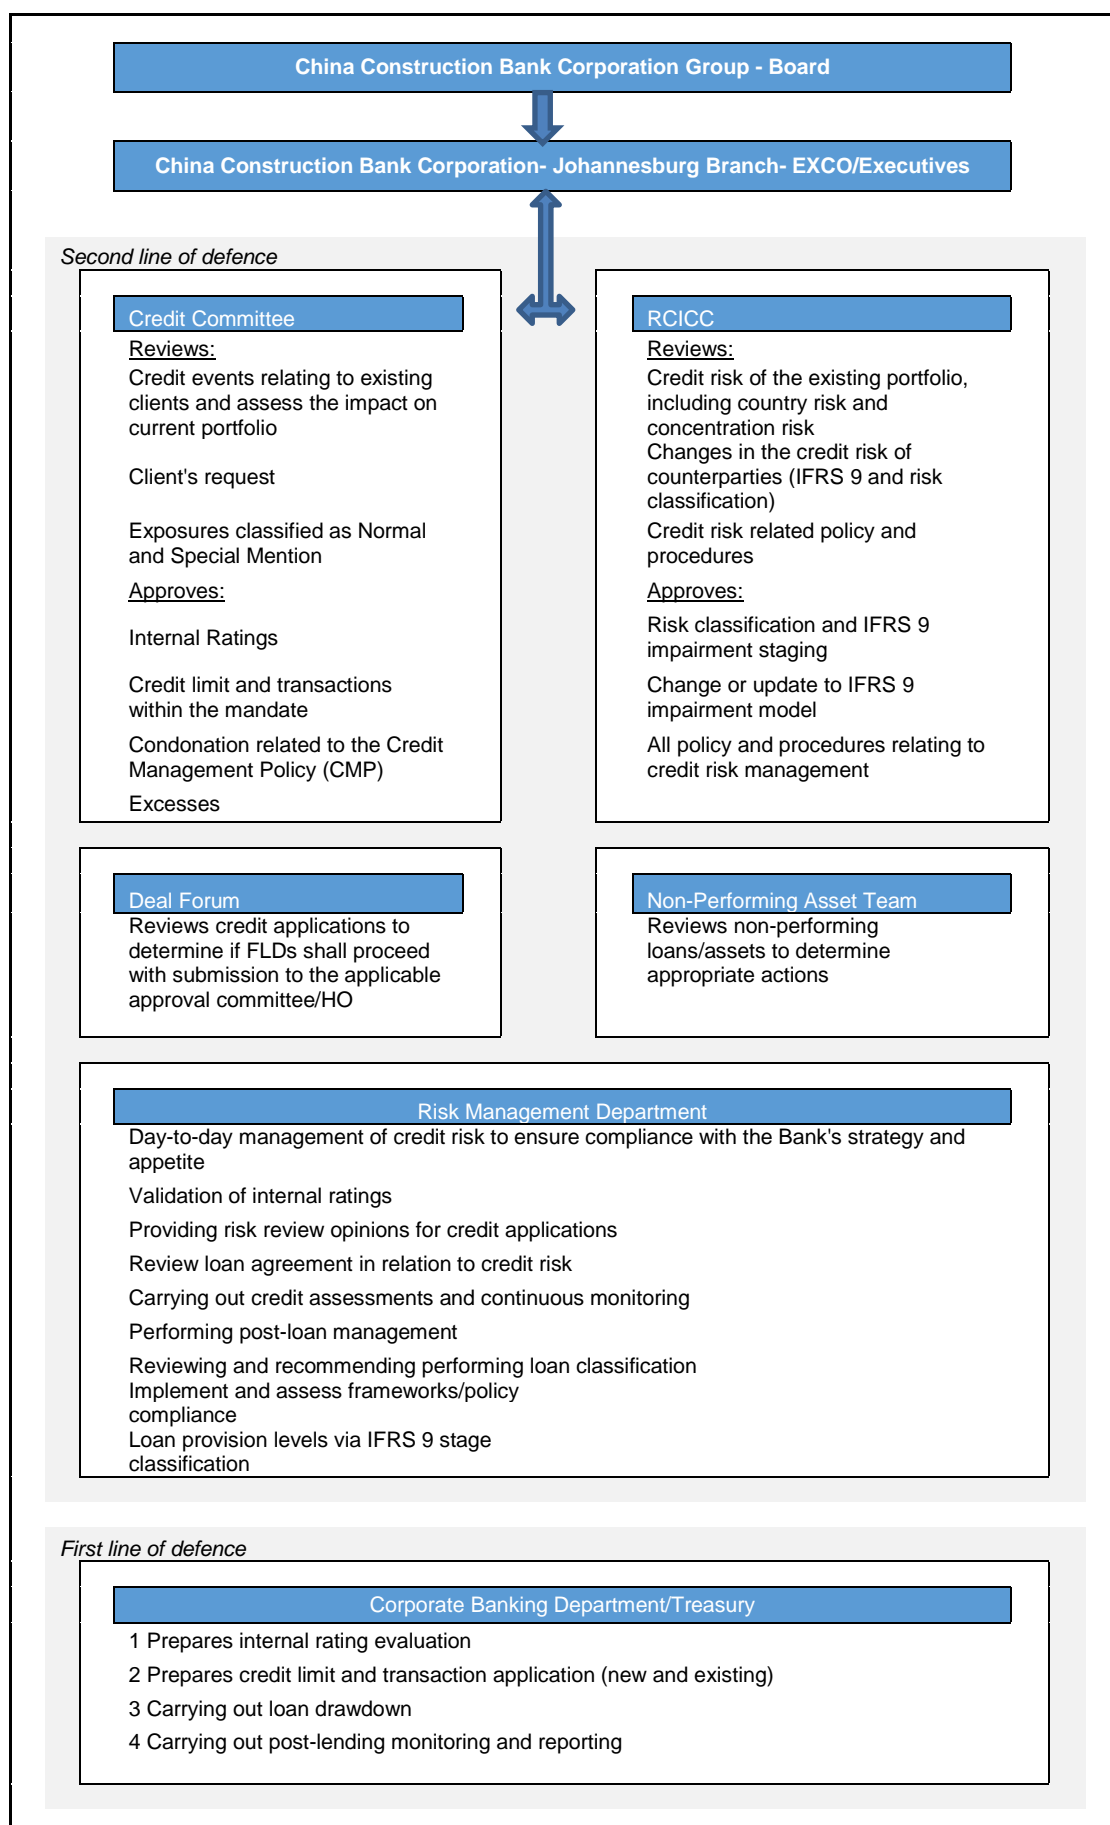 China Construction Bank Corporation Group - Board
China Construction Bank Corporation- Johannesburg Branch- EXCO/Executives
Second line of defence
Credit Committee
Reviews:
Credit events relating to existing
clients and assess the impact on
current portfolio
Client's request
Exposures classified as Normal
and Special Mention
Approves:
Internal Ratings
Credit limit and transactions
within the mandate
Condonation related to the Credit
Management Policy (CMP)
Excesses
RCICC
Reviews:
Credit risk of the existing portfolio,
including country risk and
concentration risk
Changes in the credit risk of
counterparties (IFRS 9 and risk
classification)
Credit risk related policy and
procedures
Approves:
Risk classification and IFRS 9
impairment staging
Change or update to IFRS 9
impairment model
All policy and procedures relating to
credit risk management
Deal Forum
Reviews credit applications to
determine if FLDs shall proceed
with submission to the applicable
approval committee/HO
Non-Performing Asset Team
Reviews non-performing
loans/assets to determine
appropriate actions
Risk Management Department
Day-to-day management of credit risk to ensure compliance with the Bank's strategy and
appetite
Validation of internal ratings
Providing risk review opinions for credit applications
Review loan agreement in relation to credit risk
Carrying out credit assessments and continuous monitoring
Performing post-loan management
Reviewing and recommending performing loan classification
Implement and assess frameworks/policy
compliance
Loan provision levels via IFRS 9 stage
classification
First line of defence
Corporate Banking Department/Treasury
1 Prepares internal rating evaluation
2 Prepares credit limit and transaction application (new and existing)
3 Carrying out loan drawdown
4 Carrying out post-lending monitoring and reporting